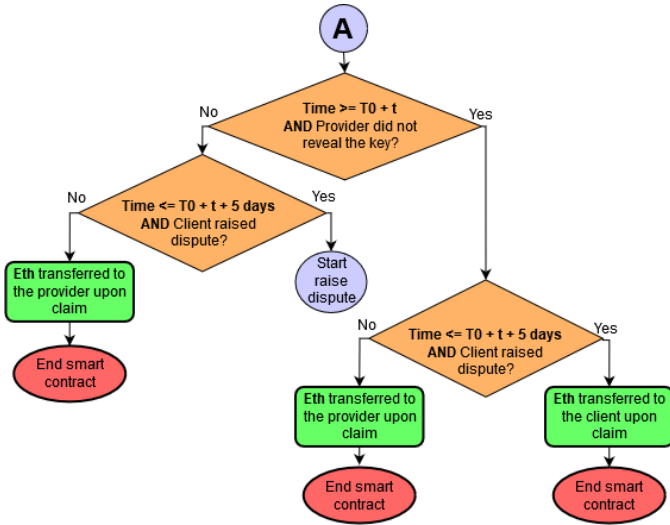 A
Time >= T0 + t
AND Provider did not
reveal the key?
No
Yes
Time <= T0 + t + 5 days
AND Client raised
dispute?
No
Yes
Eth transferred to
the provider upon
claim
Start
raise
dispute
End smart
contract
Time <= T0 + t + 5 days
AND Client raised
dispute?
No
Yes
Eth transferred to
the provider upon
claim
Eth transferred to
the client upon
claim
End smart
contract
End smart
contract